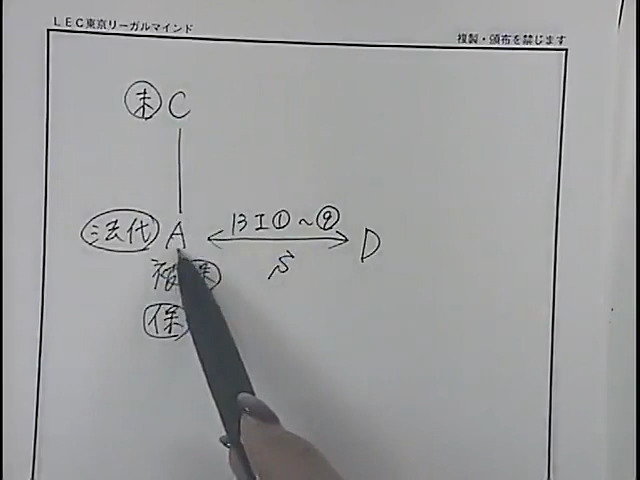 LEC東京リーガルマインド
複製・頒布を禁じます
未 C
法代 A
13 I ①～⑨
D
被保
保